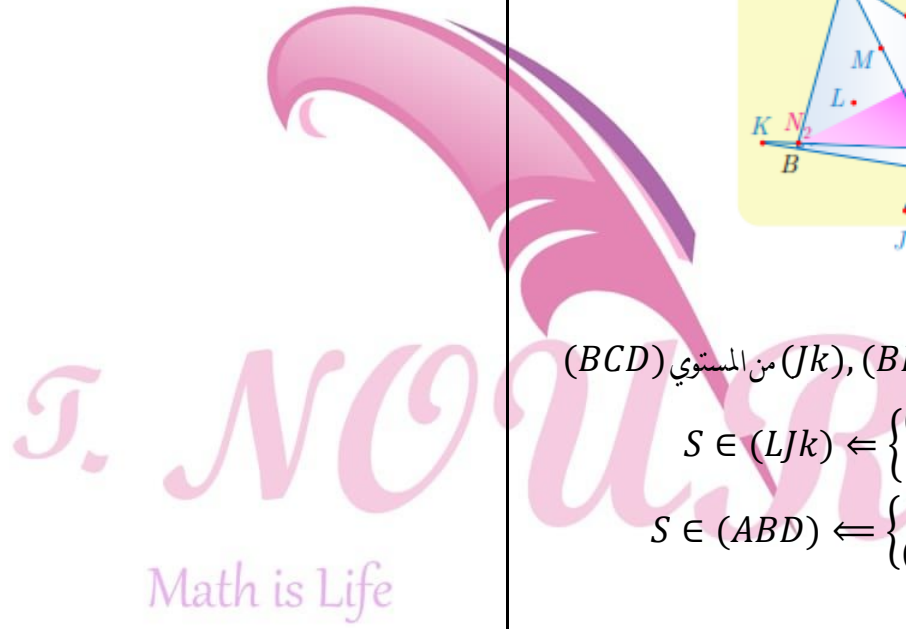 M
L
K N₂
B
J
من المستوي (BCD)
(Jk), (B
S ∈ (LJk) ⇐ {
S ∈ (ABD) ⇐ {
T. NOUR
Math is Life